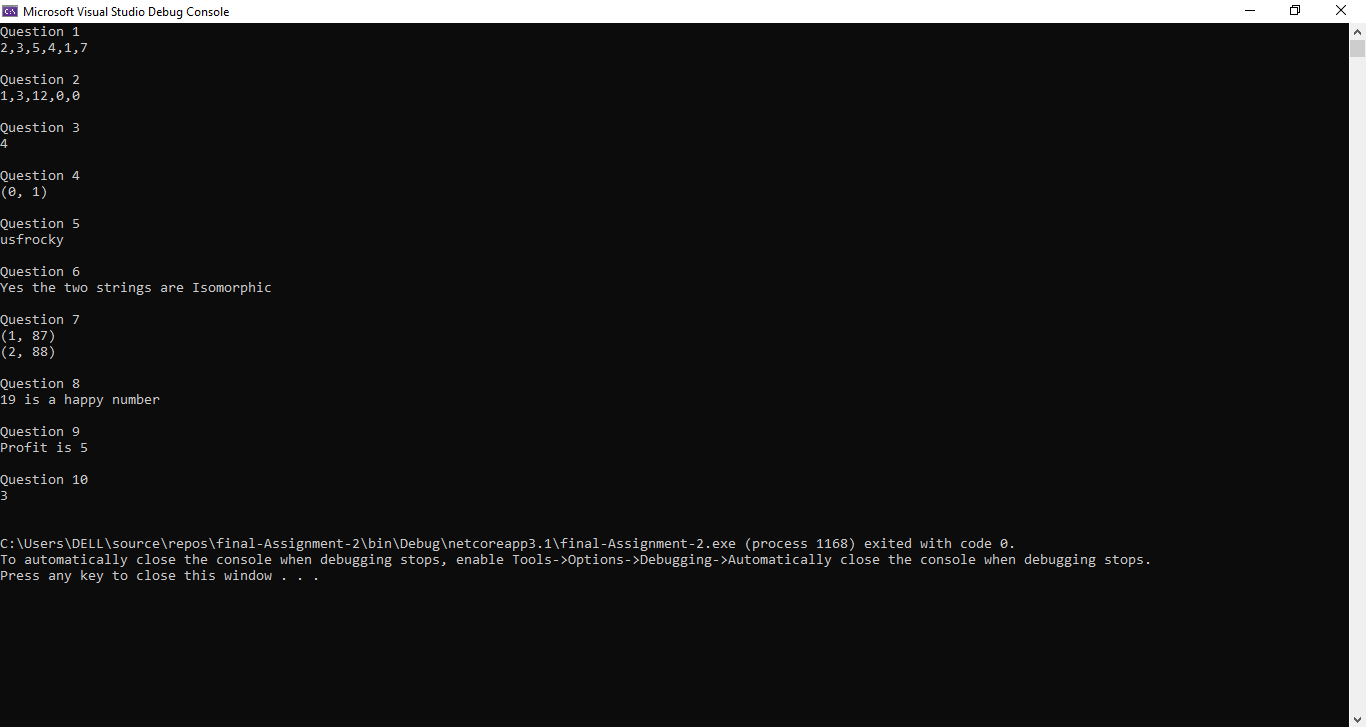 Microsoft Visual Studio Debug Console
Question 1
2,3,5,4,1,7
Question 2
1,3,12,0,0
Question 3
4
Question 4
(0, 1)
Question 5
usfrocky
Question 6
Yes the two strings are Isomorphic
Question 7
(1, 87)
(2, 88)
Question 8
19 is a happy number
Question 9
Profit is 5
Question 10
3
C:\Users\DELL\source\repos\final-Assignment-2\bin\Debug\netcoreapp3.1\final-Assignment-2.exe (process 1168) exited with code 0.
To automatically close the console when debugging stops, enable Tools->Options->Debugging->Automatically close the console when debugging stops.
Press any key to close this window . . .